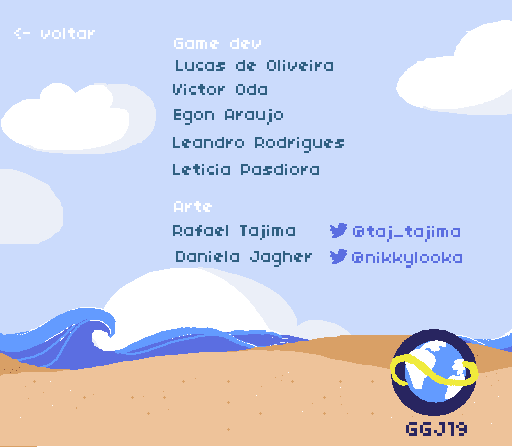 <- voltar
Game dev
Lucas de Oliveira
Victor Oda
Egon Araujo
Leandro Rodrigues
Leticia Pasdiora
Arte
Rafael Tajima @taj_tajima
Daniela Jagher @nikkylooka
GGJ19